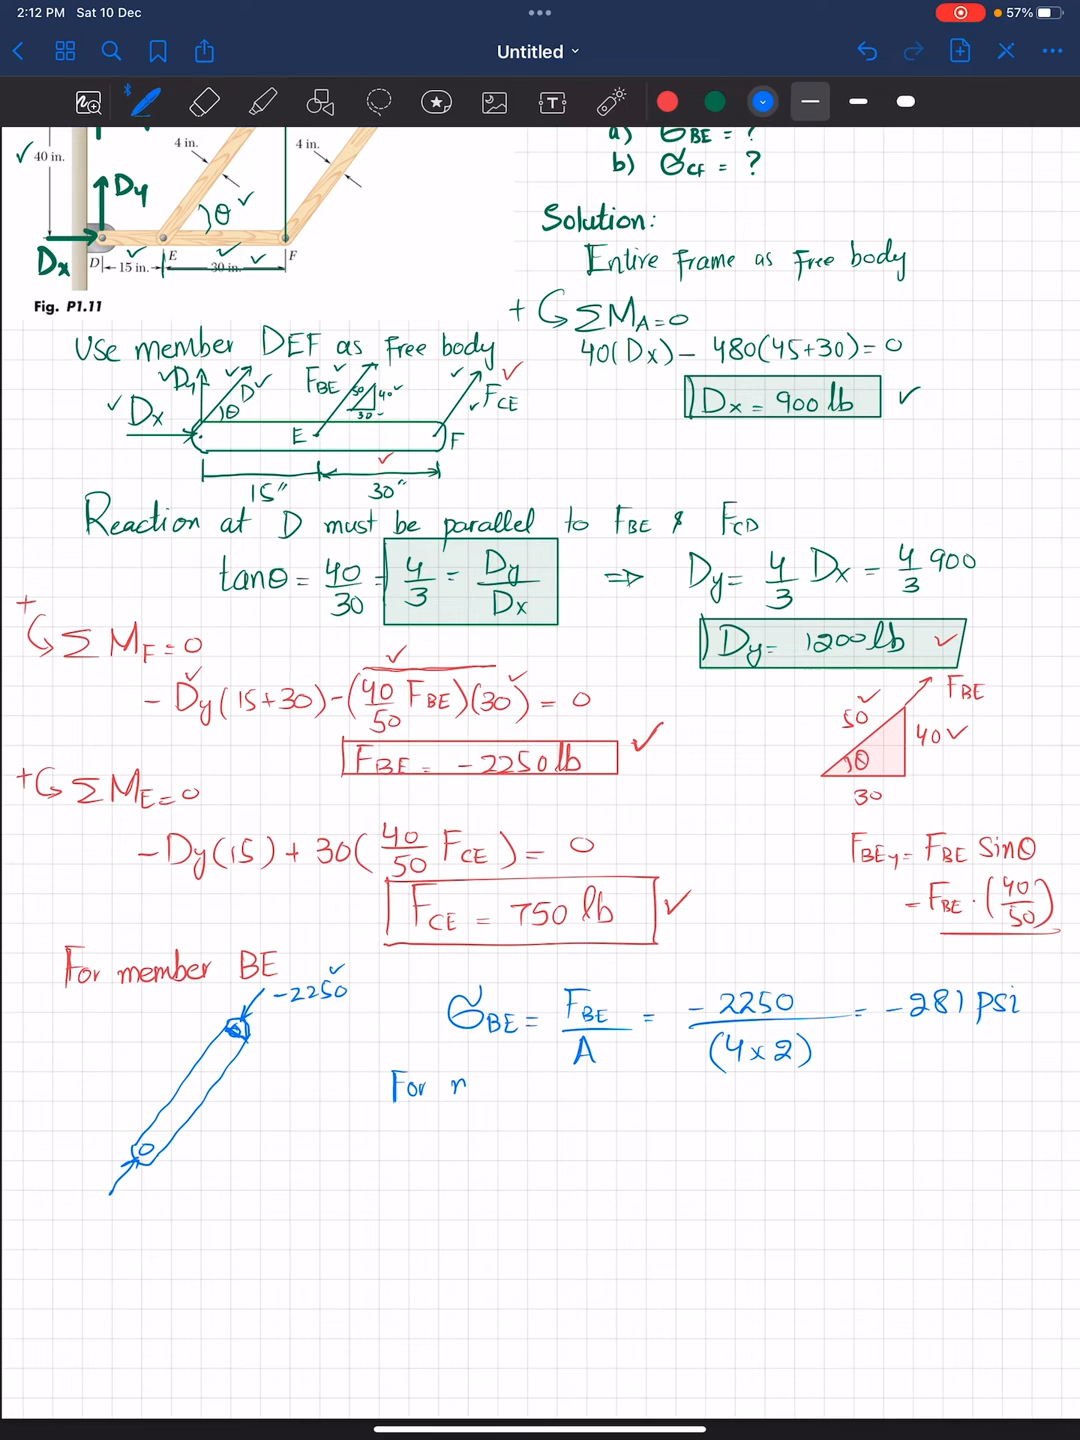 2:12 PM Sat 10 Dec
57%
Untitled
40 in.
4 in.
4 in.
Dy
θ
Dx
D
15 in.
E
30 in.
F
Fig. P1.11
a) σBE = ?
b) σCF = ?
Solution:
Entire Frame as Free body
+ ΣMA=0
40(Dx) - 480(45+30) = 0
Dx = 900 lb
Use member DEF as Free body
Dy
D
θ
Dx
FBE
50
40
30
FCE
E
F
15"
30"
Reaction at D must be parallel to FBE & FCD
tanθ = 40/30 = 4/3 = Dy/Dx ⇒ Dy = 4/3 Dx = 4/3 900
Dy = 1200 lb
+ ΣMF=0
- Dy(15+30) - (40/50 FBE)(30) = 0
FBE = -2250 lb
FBE
50
40
θ
30
+ ΣME=0
- Dy(15) + 30(40/50 FCE) = 0
FCE = 750 lb
FBEy = FBE Sinθ
= FBE · (40/50)
For member BE
-2250
σBE = FBE/A = -2250/(4x2) = -281 psi
For n